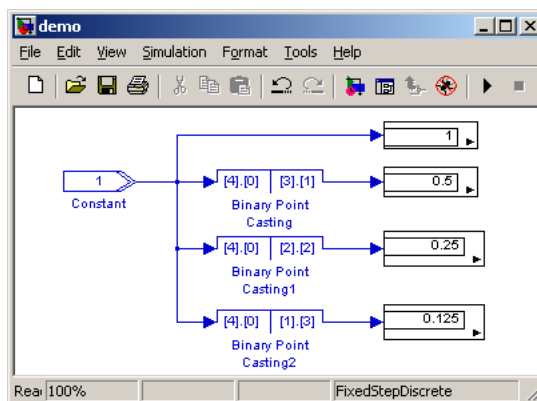 demo
File Edit View Simulation Format Tools Help
1
1
Constant
[4].[0] [3].[1]
0.5
Binary Point
Casting
[4].[0] [2].[2]
0.25
Binary Point
Casting1
[4].[0] [1].[3]
0.125
Binary Point
Casting2
Rea 100% FixedStepDiscrete